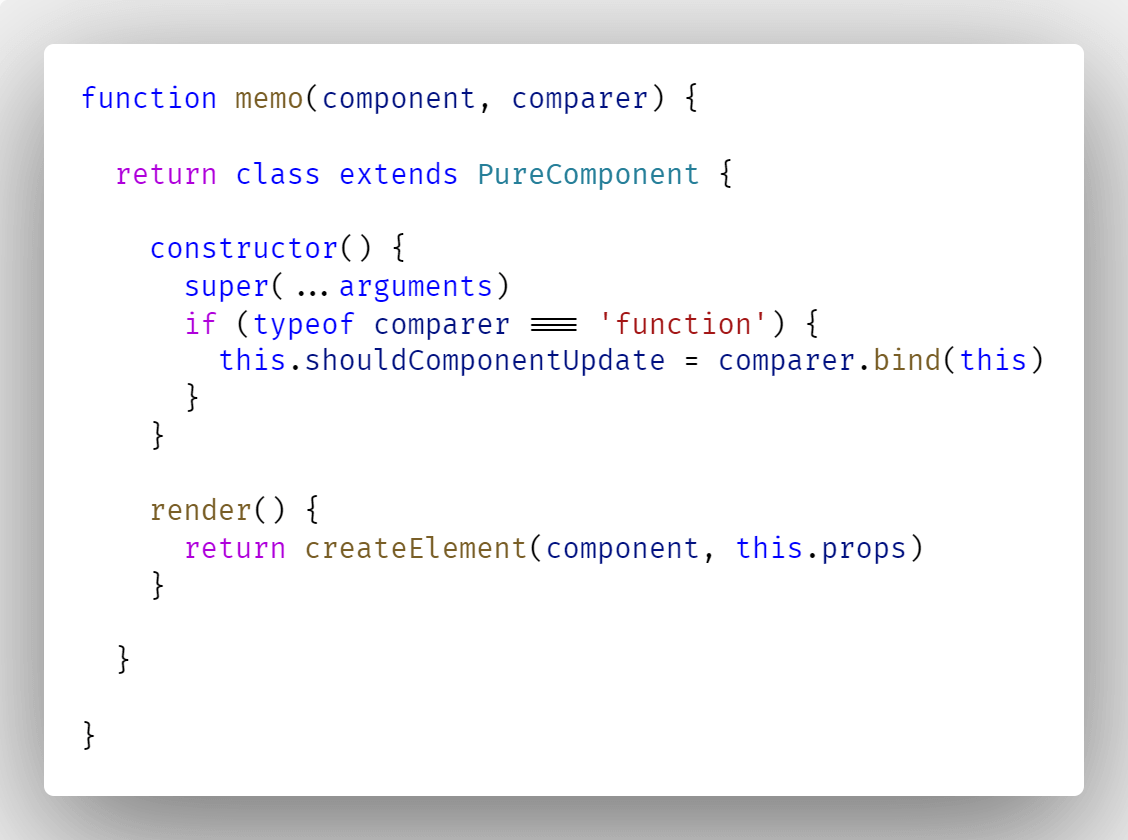 function memo(component, comparer) {
return class extends PureComponent {
constructor() {
super(...arguments)
if (typeof comparer === 'function') {
this.shouldComponentUpdate = comparer.bind(this)
}
}
render() {
return createElement(component, this.props)
}
}
}